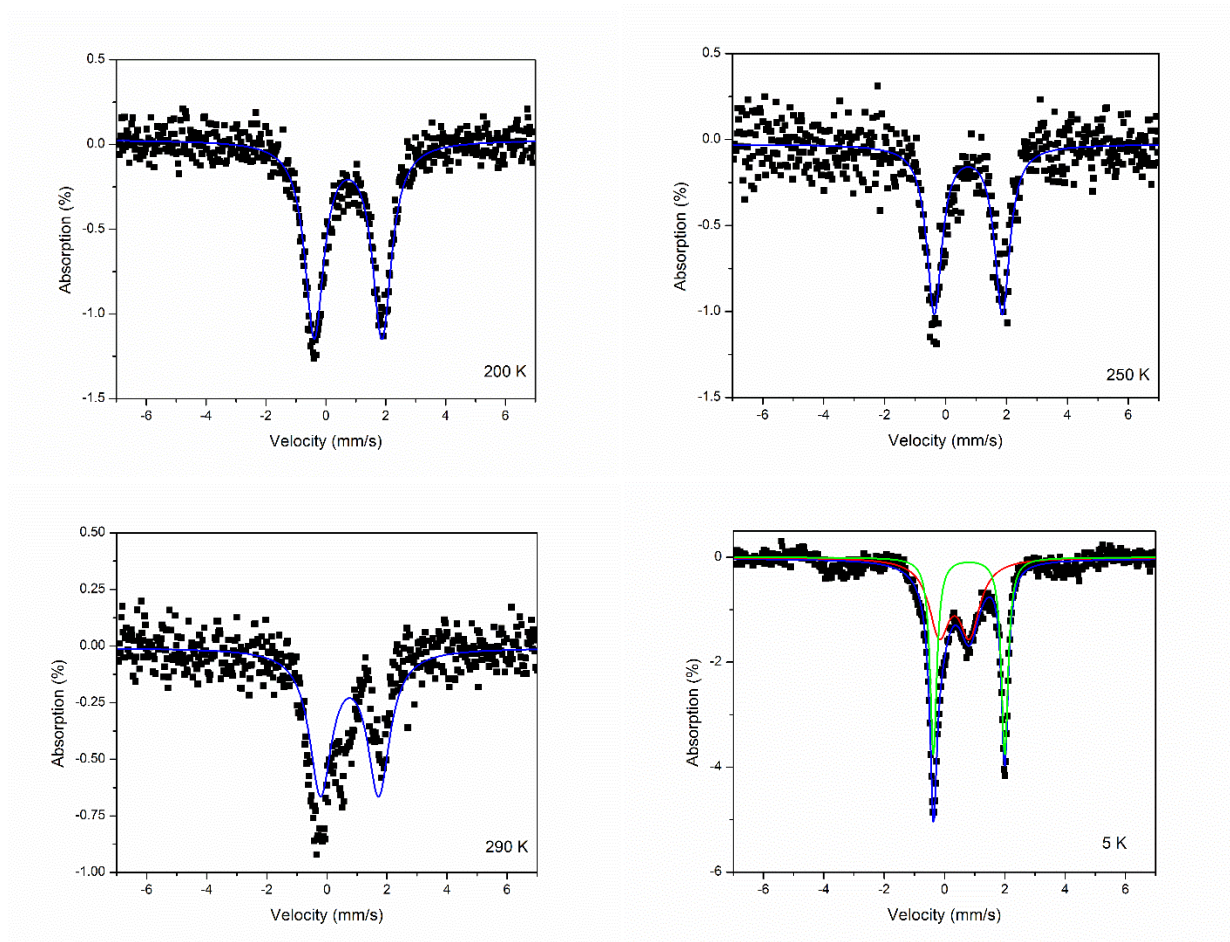 0.5
0.0
-0.5
-1.0
-1.5
Absorption (%)
-6 -4 -2 0 2 4 6
Velocity (mm/s)
200 K
0.5
0.0
-0.5
-1.0
-1.5
Absorption (%)
-6 -4 -2 0 2 4 6
Velocity (mm/s)
250 K
0.50
0.25
0.00
-0.25
-0.50
-0.75
-1.00
Absorption (%)
-6 -4 -2 0 2 4 6
Velocity (mm/s)
290 K
0
-2
-4
-6
Absorption (%)
-6 -4 -2 0 2 4 6
Velocity (mm/s)
5 K